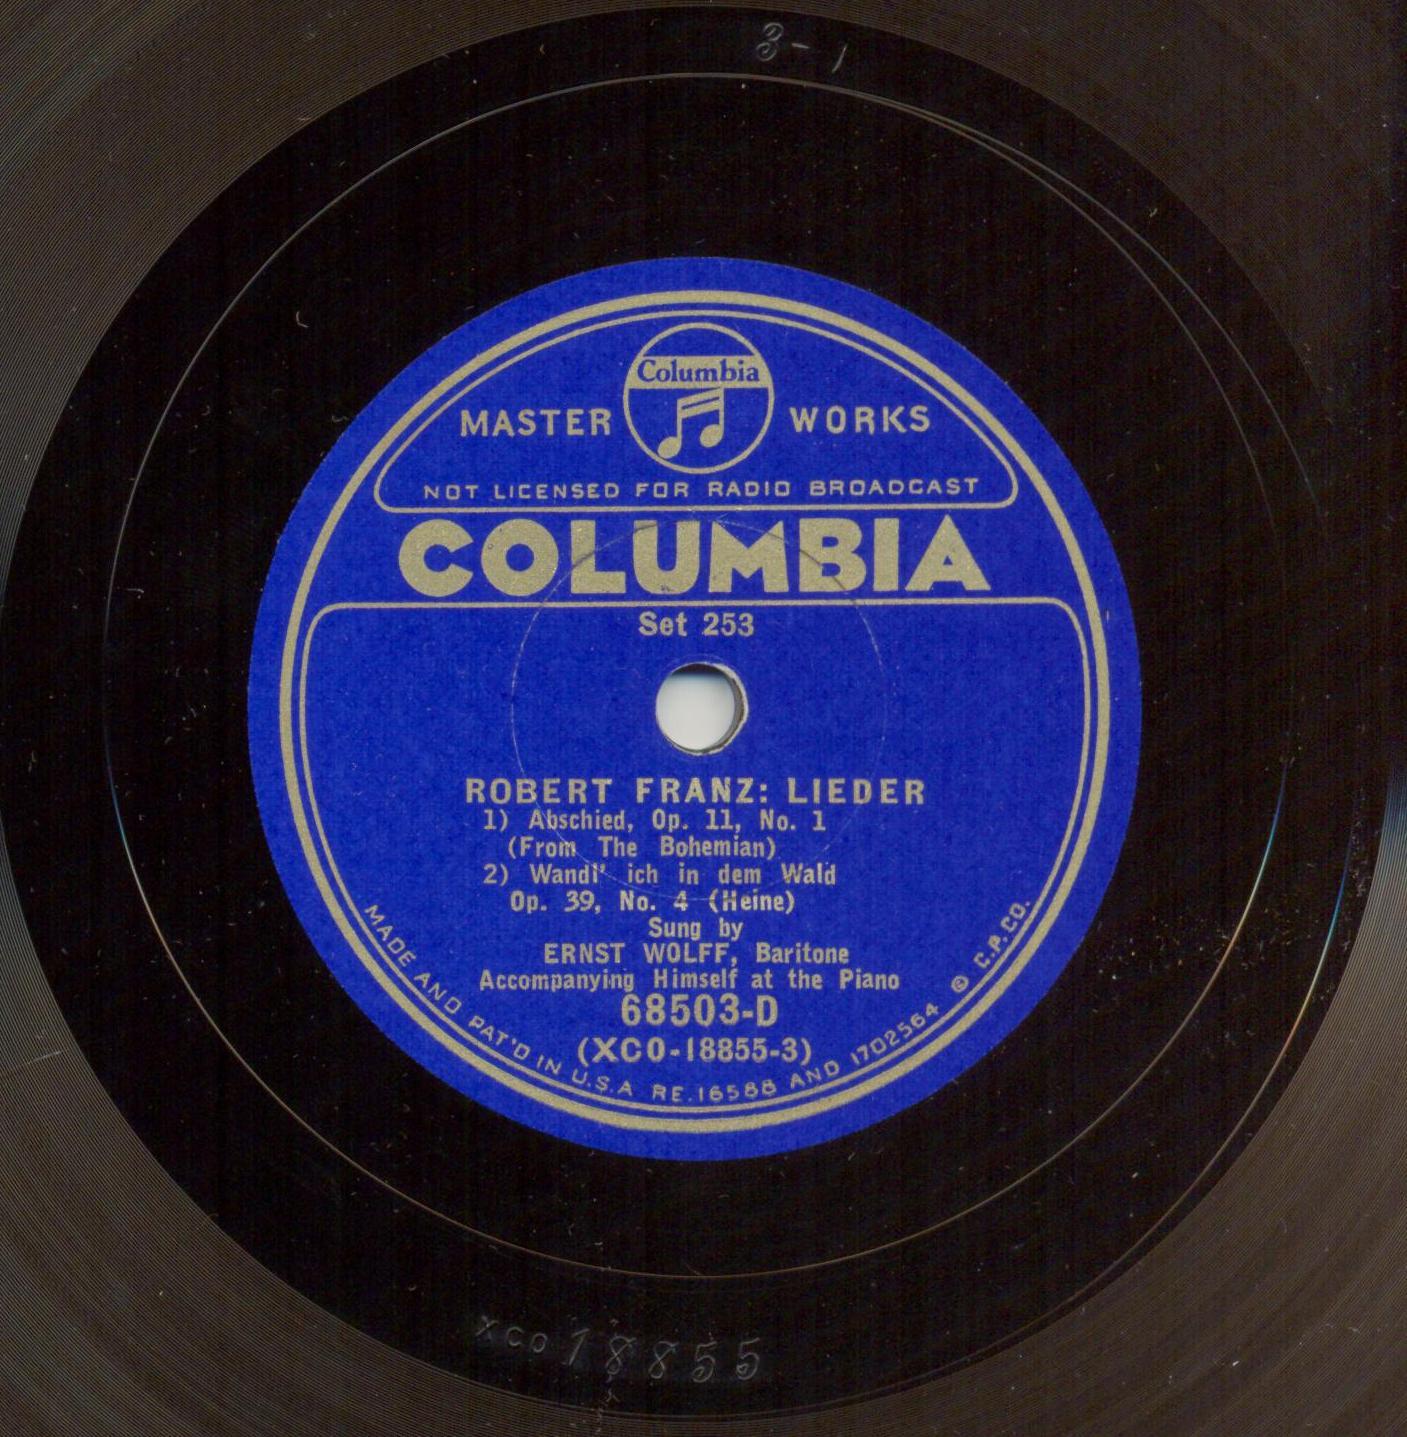 3-1
Columbia
MASTER WORKS
NOT LICENSED FOR RADIO BROADCAST
COLUMBIA
Set 253
ROBERT FRANZ: LIEDER
1) Abschied, Op. 11, No. 1
(From The Bohemian)
2) Wandl' ich in dem Wald
Op. 39, No. 4 (Heine)
Sung by
ERNST WOLFF, Baritone
Accompanying Himself at the Piano
68503-D
(XCO-18855-3)
MADE AND PAT'D IN U.S.A RE.16588 AND 1702564 © C.P.CO.
XCO18855